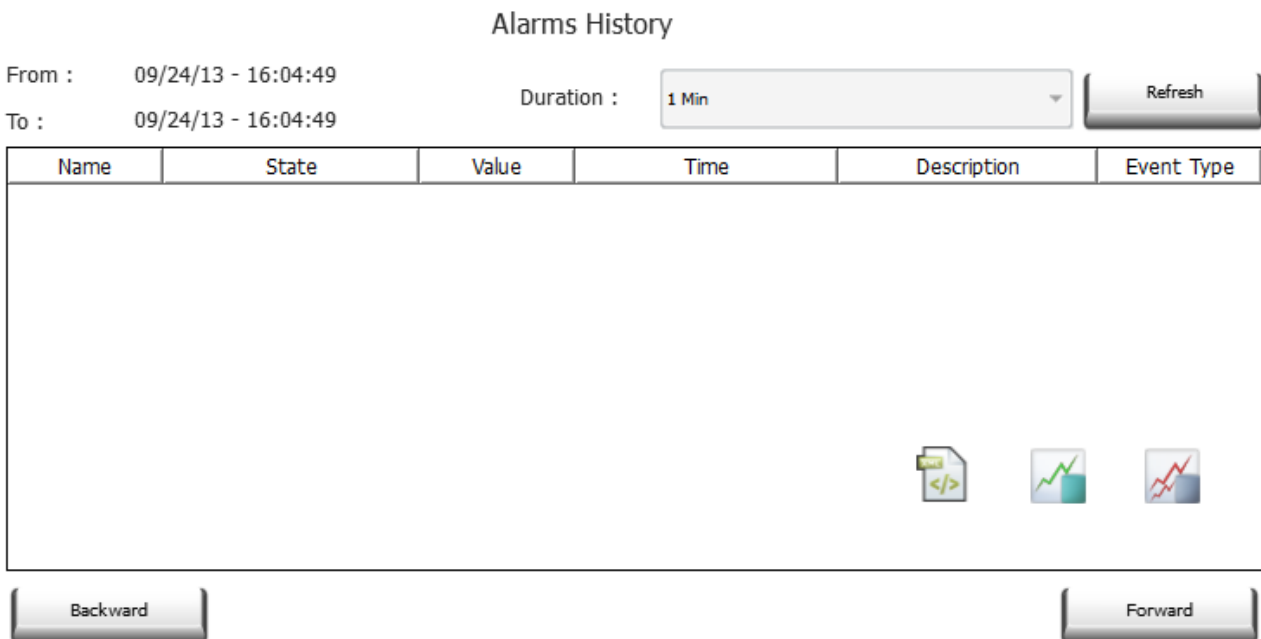 Alarms History
From : 09/24/13 - 16:04:49
Duration : 1 Min Refresh
To : 09/24/13 - 16:04:49
Name State Value Time Description Event Type
</>
Backward Forward